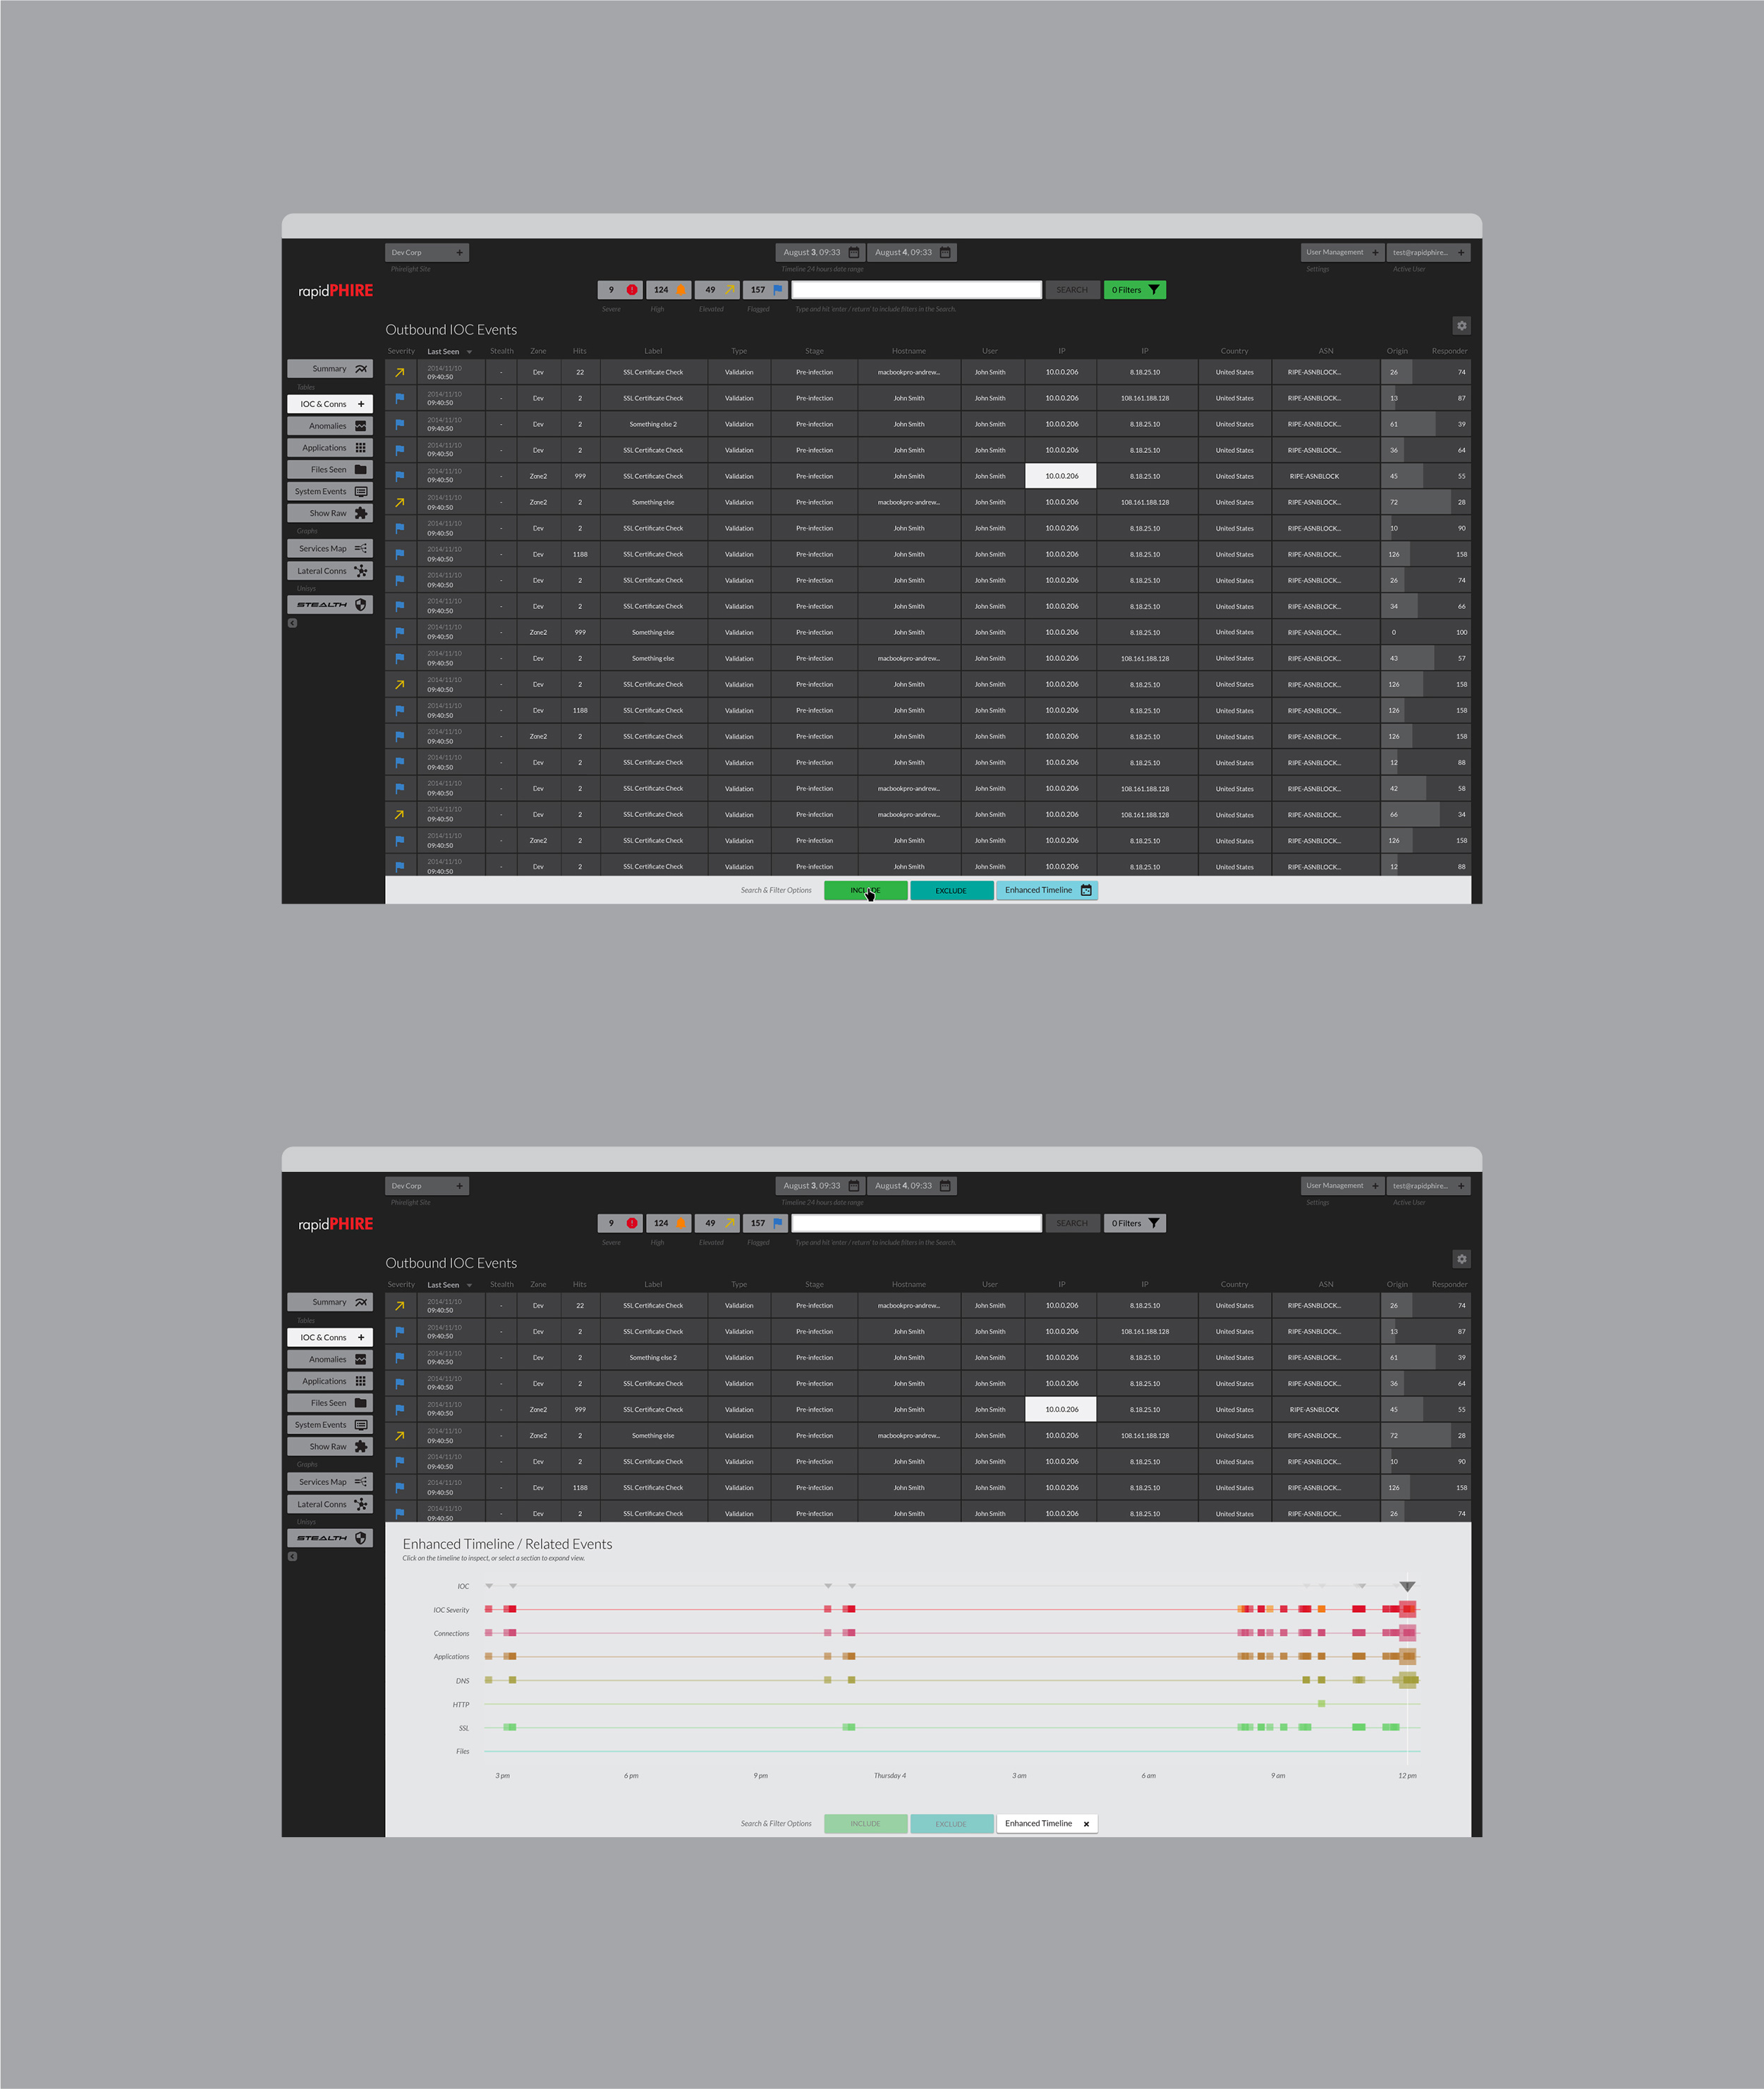 Dev Corp +
August 3, 09:33 August 4, 09:33
User Management + test@rapidphire... +
Phirelight Site
Timeline 24 hours date range
Settings Active User
rapidPHIRE
9 124 49 157 SEARCH 0 Filters
Severe High Elevated Flagged Type and hit 'enter / return' to include filters in the Search.
Outbound IOC Events
Severity Last Seen Stealth Zone Hits Label Type Stage Hostname User IP IP Country ASN Origin Responder
Summary
Tables
IOC & Conns +
Anomalies
Applications
Files Seen
System Events
Show Raw
Graphs
Services Map
Lateral Conns
Unisys
STEALTH
2014/11/10 09:40:50 - Dev 22 SSL Certificate Check Validation Pre-infection macbookpro-andrew... John Smith 10.0.0.206 8.18.25.10 United States RIPE-ASNBLOCK... 26 74
2014/11/10 09:40:50 - Dev 2 SSL Certificate Check Validation Pre-infection John Smith John Smith 10.0.0.206 108.161.188.128 United States RIPE-ASNBLOCK... 13 87
2014/11/10 09:40:50 - Dev 2 Something else 2 Validation Pre-infection John Smith John Smith 10.0.0.206 8.18.25.10 United States RIPE-ASNBLOCK... 61 39
2014/11/10 09:40:50 - Dev 2 SSL Certificate Check Validation Pre-infection John Smith John Smith 10.0.0.206 8.18.25.10 United States RIPE-ASNBLOCK... 36 64
2014/11/10 09:40:50 - Zone2 999 SSL Certificate Check Validation Pre-infection John Smith John Smith 10.0.0.206 8.18.25.10 United States RIPE-ASNBLOCK 45 55
2014/11/10 09:40:50 - Zone2 2 Something else Validation Pre-infection macbookpro-andrew... John Smith 10.0.0.206 108.161.188.128 United States RIPE-ASNBLOCK... 72 28
2014/11/10 09:40:50 - Dev 2 SSL Certificate Check Validation Pre-infection John Smith John Smith 10.0.0.206 8.18.25.10 United States RIPE-ASNBLOCK... 10 90
2014/11/10 09:40:50 - Dev 1188 SSL Certificate Check Validation Pre-infection John Smith John Smith 10.0.0.206 8.18.25.10 United States RIPE-ASNBLOCK... 126 158
2014/11/10 09:40:50 - Dev 2 SSL Certificate Check Validation Pre-infection John Smith John Smith 10.0.0.206 8.18.25.10 United States RIPE-ASNBLOCK... 26 74
2014/11/10 09:40:50 - Dev 2 SSL Certificate Check Validation Pre-infection John Smith John Smith 10.0.0.206 8.18.25.10 United States RIPE-ASNBLOCK... 34 66
2014/11/10 09:40:50 - Zone2 999 Something else Validation Pre-infection John Smith John Smith 10.0.0.206 8.18.25.10 United States RIPE-ASNBLOCK... 0 100
2014/11/10 09:40:50 - Dev 2 Something else Validation Pre-infection macbookpro-andrew... John Smith 10.0.0.206 108.161.188.128 United States RIPE-ASNBLOCK... 43 57
2014/11/10 09:40:50 - Dev 2 SSL Certificate Check Validation Pre-infection John Smith John Smith 10.0.0.206 8.18.25.10 United States RIPE-ASNBLOCK... 126 158
2014/11/10 09:40:50 - Dev 1188 SSL Certificate Check Validation Pre-infection John Smith John Smith 10.0.0.206 8.18.25.10 United States RIPE-ASNBLOCK... 126 158
2014/11/10 09:40:50 - Zone2 2 SSL Certificate Check Validation Pre-infection John Smith John Smith 10.0.0.206 8.18.25.10 United States RIPE-ASNBLOCK... 126 158
2014/11/10 09:40:50 - Dev 2 SSL Certificate Check Validation Pre-infection John Smith John Smith 10.0.0.206 8.18.25.10 United States RIPE-ASNBLOCK... 12 88
2014/11/10 09:40:50 - Dev 2 SSL Certificate Check Validation Pre-infection macbookpro-andrew... John Smith 10.0.0.206 108.161.188.128 United States RIPE-ASNBLOCK... 42 58
2014/11/10 09:40:50 - Dev 2 SSL Certificate Check Validation Pre-infection macbookpro-andrew... John Smith 10.0.0.206 108.161.188.128 United States RIPE-ASNBLOCK... 66 34
2014/11/10 09:40:50 - Zone2 2 SSL Certificate Check Validation Pre-infection John Smith John Smith 10.0.0.206 8.18.25.10 United States RIPE-ASNBLOCK... 126 158
2014/11/10 09:40:50 - Dev 2 SSL Certificate Check Validation Pre-infection John Smith John Smith 10.0.0.206 8.18.25.10 United States RIPE-ASNBLOCK... 12 88
Search & Filter Options INCLUDE EXCLUDE Enhanced Timeline
Dev Corp +
August 3, 09:33 August 4, 09:33
User Management + test@rapidphire... +
Phirelight Site
Timeline 24 hours date range
Settings Active User
rapidPHIRE
9 124 49 157 SEARCH 0 Filters
Severe High Elevated Flagged Type and hit 'enter / return' to include filters in the Search.
Outbound IOC Events
Severity Last Seen Stealth Zone Hits Label Type Stage Hostname User IP IP Country ASN Origin Responder
Summary
Tables
IOC & Conns +
Anomalies
Applications
Files Seen
System Events
Show Raw
Graphs
Services Map
Lateral Conns
Unisys
STEALTH
2014/11/10 09:40:50 - Dev 22 SSL Certificate Check Validation Pre-infection macbookpro-andrew... John Smith 10.0.0.206 8.18.25.10 United States RIPE-ASNBLOCK... 26 74
2014/11/10 09:40:50 - Dev 2 SSL Certificate Check Validation Pre-infection John Smith John Smith 10.0.0.206 108.161.188.128 United States RIPE-ASNBLOCK... 13 87
2014/11/10 09:40:50 - Dev 2 Something else 2 Validation Pre-infection John Smith John Smith 10.0.0.206 8.18.25.10 United States RIPE-ASNBLOCK... 61 39
2014/11/10 09:40:50 - Dev 2 SSL Certificate Check Validation Pre-infection John Smith John Smith 10.0.0.206 8.18.25.10 United States RIPE-ASNBLOCK... 36 64
2014/11/10 09:40:50 - Zone2 999 SSL Certificate Check Validation Pre-infection John Smith John Smith 10.0.0.206 8.18.25.10 United States RIPE-ASNBLOCK 45 55
2014/11/10 09:40:50 - Zone2 2 Something else Validation Pre-infection macbookpro-andrew... John Smith 10.0.0.206 108.161.188.128 United States RIPE-ASNBLOCK... 72 28
2014/11/10 09:40:50 - Dev 2 SSL Certificate Check Validation Pre-infection John Smith John Smith 10.0.0.206 8.18.25.10 United States RIPE-ASNBLOCK... 10 90
2014/11/10 09:40:50 - Dev 1188 SSL Certificate Check Validation Pre-infection John Smith John Smith 10.0.0.206 8.18.25.10 United States RIPE-ASNBLOCK... 126 158
2014/11/10 09:40:50 - Dev 2 SSL Certificate Check Validation Pre-infection John Smith John Smith 10.0.0.206 8.18.25.10 United States RIPE-ASNBLOCK... 26 74
Enhanced Timeline / Related Events
Click on the timeline to inspect, or select a section to expand view.
IOC
IOC Severity
Connections
Applications
DNS
HTTP
SSL
Files
3 pm 6 pm 9 pm Thursday 4 3 am 6 am 9 am 12 pm
Search & Filter Options INCLUDE EXCLUDE Enhanced Timeline ×